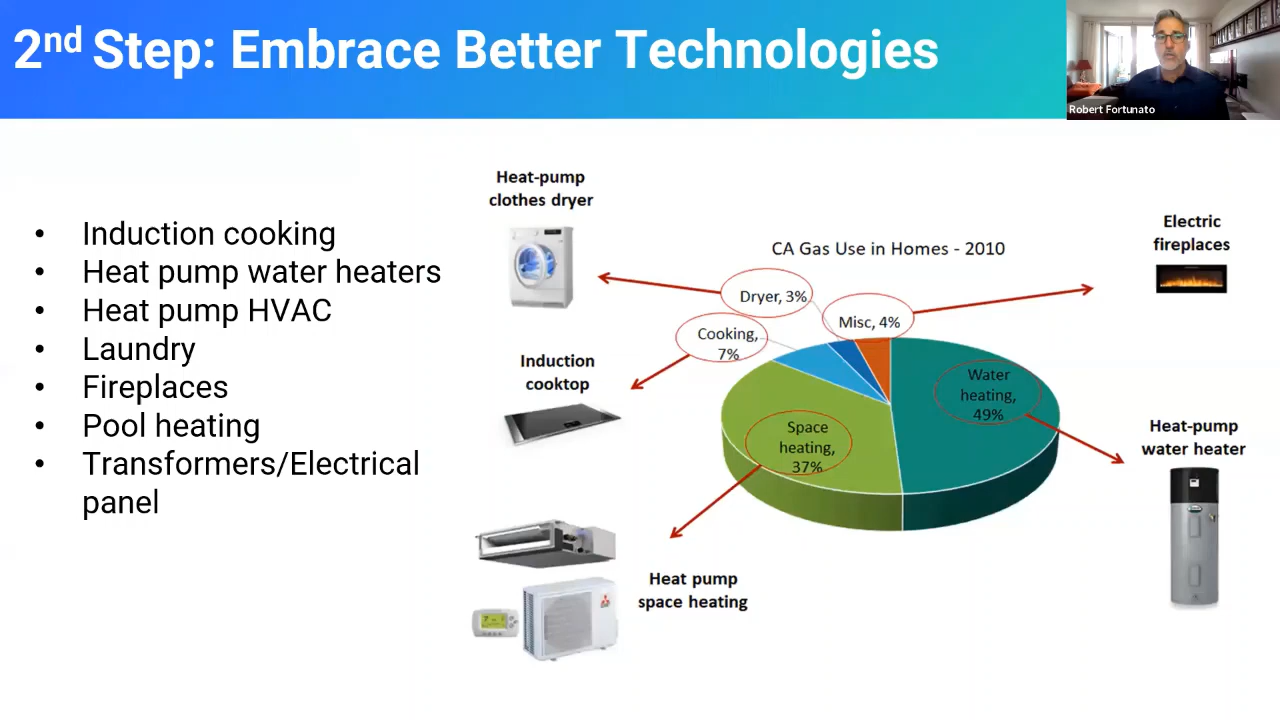 2nd Step: Embrace Better Technologies
Robert Fortunato
• Induction cooking
• Heat pump water heaters
• Heat pump HVAC
• Laundry
• Fireplaces
• Pool heating
• Transformers/Electrical
panel
Heat-pump
clothes dryer
Electric
fireplaces
CA Gas Use in Homes - 2010
Dryer, 3%
Misc, 4%
Cooking,
7%
Induction
cooktop
Water
heating,
49%
Space
heating,
37%
Heat-pump
water heater
Heat pump
space heating